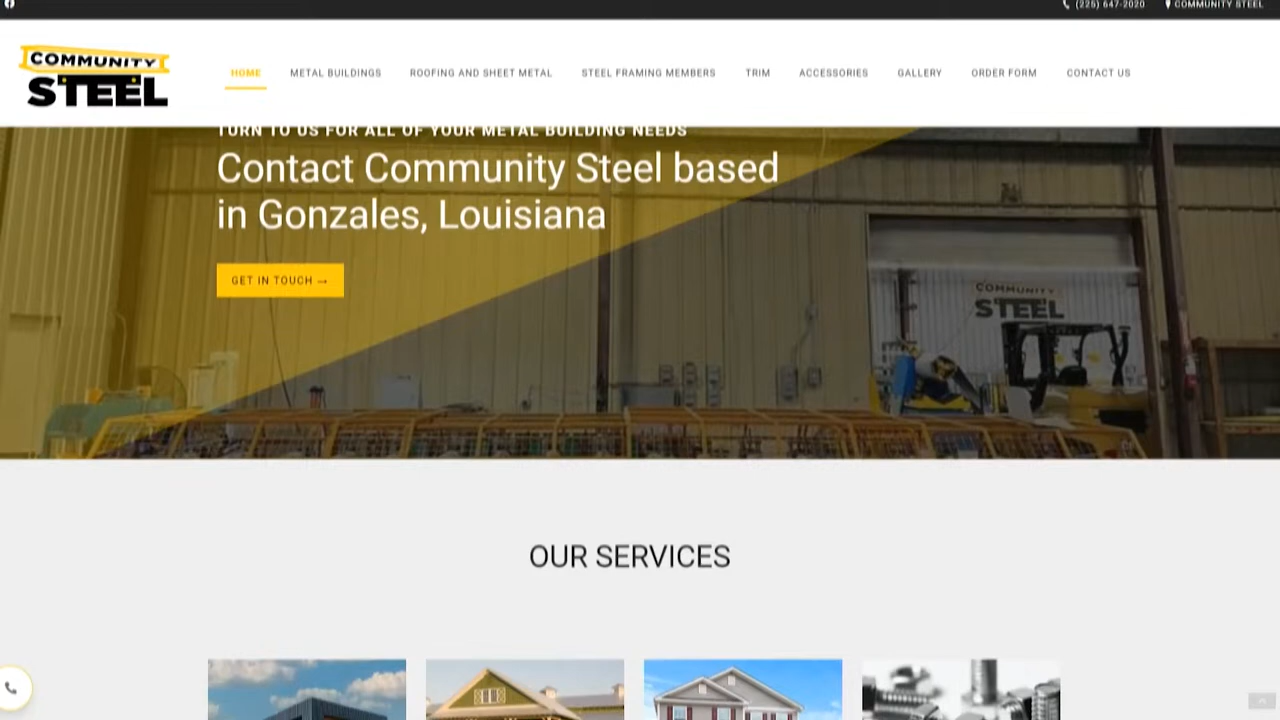 (225) 647-2020 COMMUNITY STEEL
COMMUNITY
STEEL
HOME METAL BUILDINGS ROOFING AND SHEET METAL STEEL FRAMING MEMBERS TRIM ACCESSORIES GALLERY ORDER FORM CONTACT US
TURN TO US FOR ALL OF YOUR METAL BUILDING NEEDS
Contact Community Steel based
in Gonzales, Louisiana
GET IN TOUCH →
COMMUNITY
STEEL
OUR SERVICES